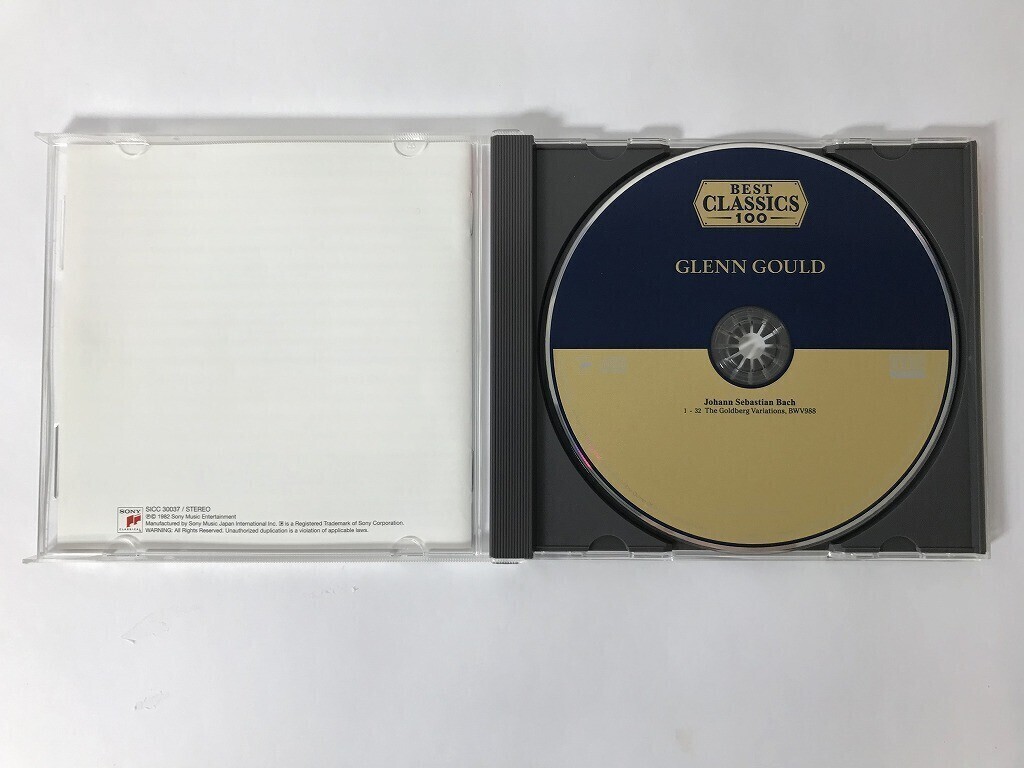 SONY
CLASSICAL
SICC 30037 / STEREO
℗© 1982 Sony Music Entertainment
Manufactured by Sony Music Japan International Inc. is a Registered Trademark of Sony Corporation.
WARNING: All Rights Reserved. Unauthorized duplication is a violation of applicable laws.
BEST
CLASSICS
100
GLENN GOULD
Johann Sebastian Bach
1 - 32 The Goldberg Variations, BWV988